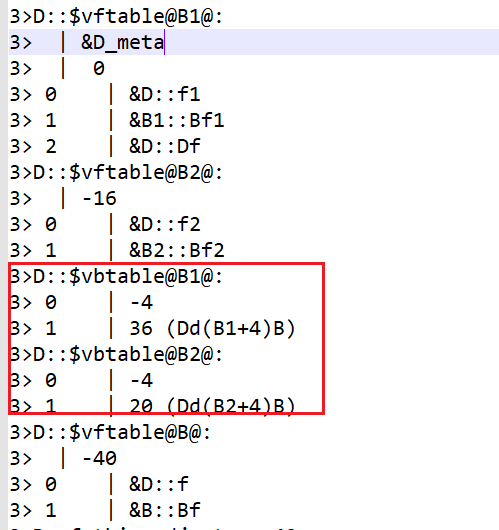 3>D::$vftable@B1@:
3>  | &D_meta
3>  |  0
3> 0    | &D::f1
3> 1    | &B1::Bf1
3> 2    | &D::Df
3>D::$vftable@B2@:
3>  | -16
3> 0    | &D::f2
3> 1    | &B2::Bf2
3>D::$vbtable@B1@:
3> 0    | -4
3> 1    | 36 (Dd(B1+4)B)
3>D::$vbtable@B2@:
3> 0    | -4
3> 1    | 20 (Dd(B2+4)B)
3>D::$vftable@B@:
3>  | -40
3> 0    | &D::f
3> 1    | &B::Bf